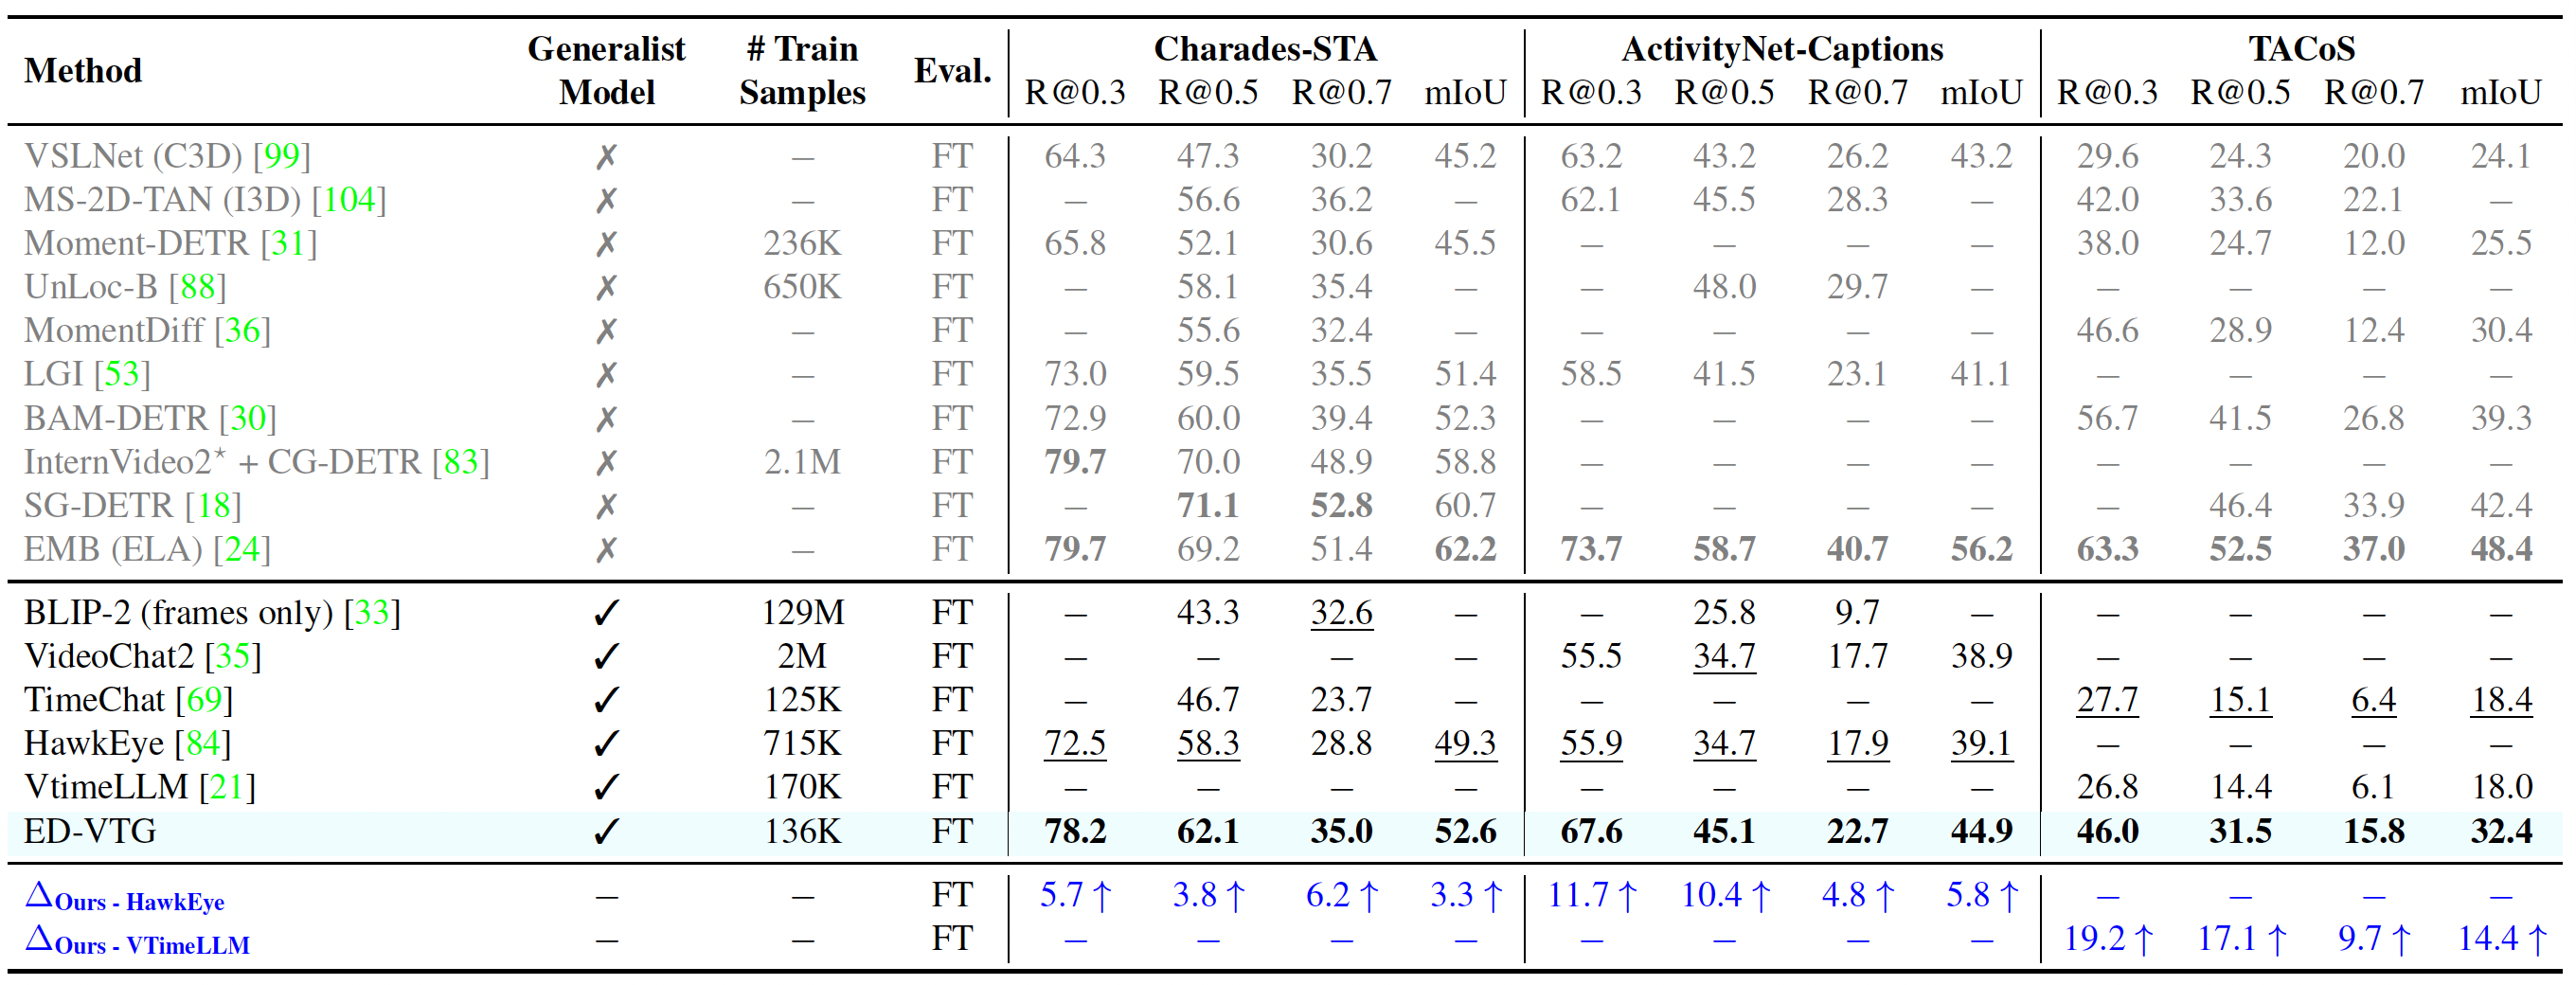 Method Generalist Model # Train Samples Eval. Charades-STA ActivityNet-Captions TACoS
R@0.3 R@0.5 R@0.7 mIoU R@0.3 R@0.5 R@0.7 mIoU R@0.3 R@0.5 R@0.7 mIoU
VSLNet (C3D) [99] ✗ – FT 64.3 47.3 30.2 45.2 63.2 43.2 26.2 43.2 29.6 24.3 20.0 24.1
MS-2D-TAN (I3D) [104] ✗ – FT – 56.6 36.2 – 62.1 45.5 28.3 – 42.0 33.6 22.1 –
Moment-DETR [31] ✗ 236K FT 65.8 52.1 30.6 45.5 – – – – 38.0 24.7 12.0 25.5
UnLoc-B [88] ✗ 650K FT – 58.1 35.4 – – 48.0 29.7 – – – – –
MomentDiff [36] ✗ – FT – 55.6 32.4 – – – – – 46.6 28.9 12.4 30.4
LGI [53] ✗ – FT 73.0 59.5 35.5 51.4 58.5 41.5 23.1 41.1 – – – –
BAM-DETR [30] ✗ – FT 72.9 60.0 39.4 52.3 – – – – 56.7 41.5 26.8 39.3
InternVideo2* + CG-DETR [83] ✗ 2.1M FT 79.7 70.0 48.9 58.8 – – – – – – – –
SG-DETR [18] ✗ – FT – 71.1 52.8 60.7 – – – – – 46.4 33.9 42.4
EMB (ELA) [24] ✗ – FT 79.7 69.2 51.4 62.2 73.7 58.7 40.7 56.2 63.3 52.5 37.0 48.4
BLIP-2 (frames only) [33] ✓ 129M FT – 43.3 32.6 – – 25.8 9.7 – – – – –
VideoChat2 [35] ✓ 2M FT – – – – 55.5 34.7 17.7 38.9 – – – –
TimeChat [69] ✓ 125K FT – 46.7 23.7 – – – – – 27.7 15.1 6.4 18.4
HawkEye [84] ✓ 715K FT 72.5 58.3 28.8 49.3 55.9 34.7 17.9 39.1 – – – –
VtimeLLM [21] ✓ 170K FT – – – – – – – – 26.8 14.4 6.1 18.0
ED-VTG ✓ 136K FT 78.2 62.1 35.0 52.6 67.6 45.1 22.7 44.9 46.0 31.5 15.8 32.4
Δ Ours - HawkEye – – FT 5.7 ↑ 3.8 ↑ 6.2 ↑ 3.3 ↑ 11.7 ↑ 10.4 ↑ 4.8 ↑ 5.8 ↑ – – – –
Δ Ours - VTimeLLM – – FT – – – – – – – – 19.2 ↑ 17.1 ↑ 9.7 ↑ 14.4 ↑